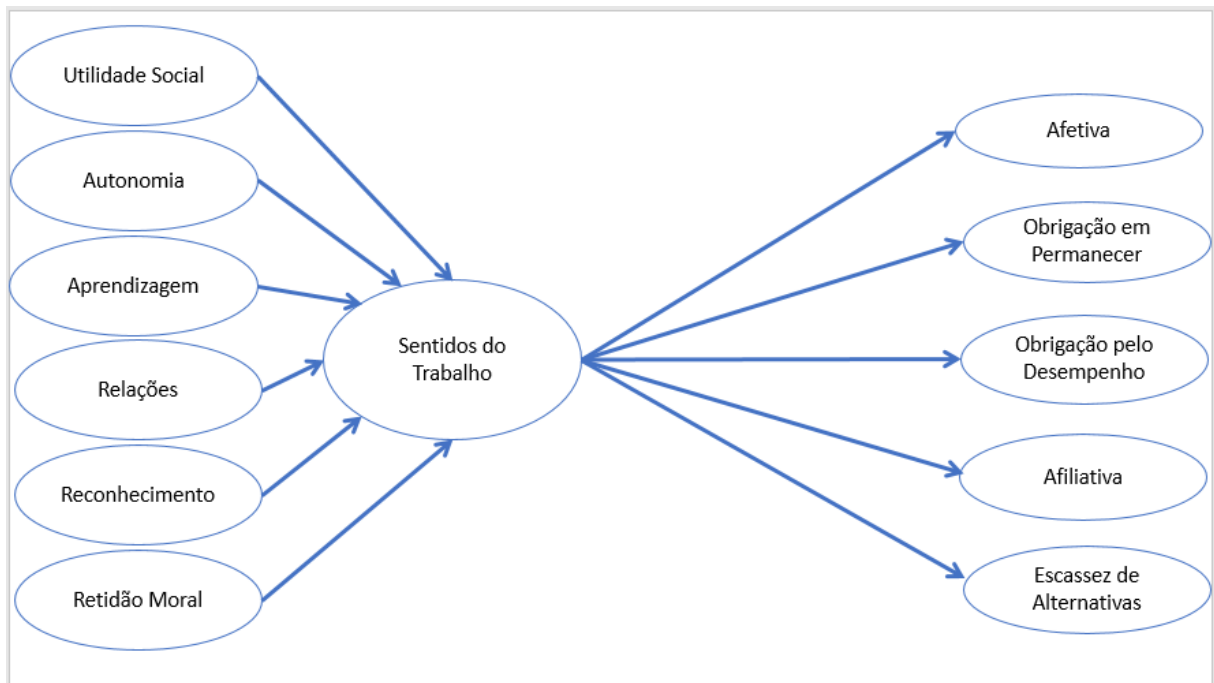 Utilidade Social
Autonomia
Aprendizagem
Relações
Reconhecimento
Retidão Moral
Sentidos do
Trabalho
Afetiva
Obrigação em
Permanecer
Obrigação pelo
Desempenho
Afiliativa
Escassez de
Alternativas